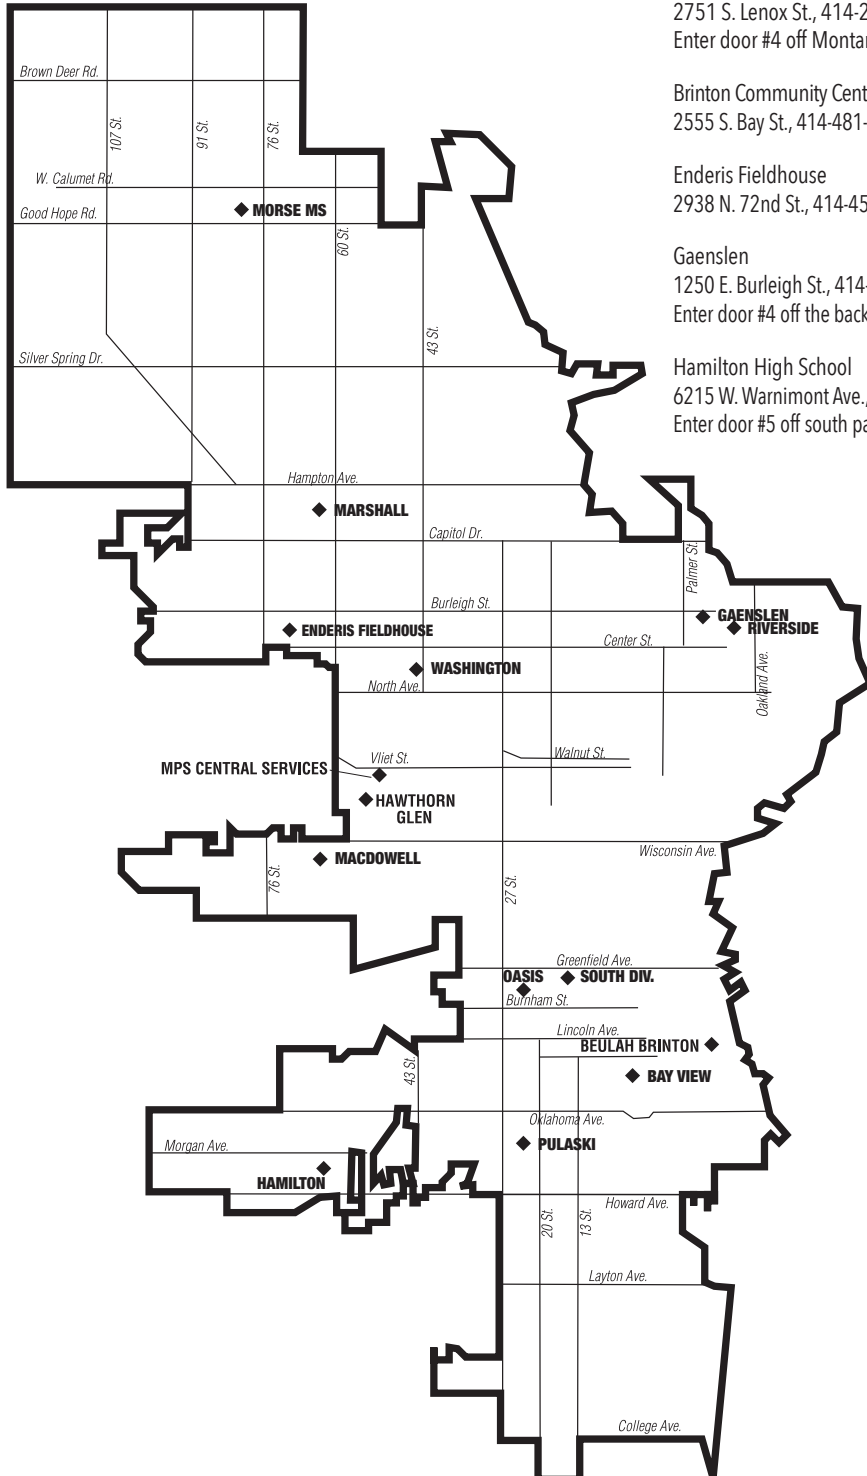 2751 S. Lenox St., 414-2
Enter door #4 off Montar
Brinton Community Cent
2555 S. Bay St., 414-481-
Enderis Fieldhouse
2938 N. 72nd St., 414-45
Gaenslen
1250 E. Burleigh St., 414-
Enter door #4 off the back
Hamilton High School
6215 W. Warnimont Ave.,
Enter door #5 off south pa
Brown Deer Rd.
107 St.
91 St.
76 St.
W. Calumet Rd.
MORSE MS
Good Hope Rd.
60 St.
43 St.
Silver Spring Dr.
Hampton Ave.
MARSHALL
Capitol Dr.
Palmer St.
Burleigh St.
GAENSLEN
RIVERSIDE
ENDERIS FIELDHOUSE
Center St.
WASHINGTON
North Ave.
Oakland Ave.
Walnut St.
Vliet St.
MPS CENTRAL SERVICES
HAWTHORN
GLEN
Wisconsin Ave.
MACDOWELL
76 St.
27 St.
Greenfield Ave.
OASIS
SOUTH DIV.
Burnham St.
Lincoln Ave.
BEULAH BRINTON
43 St.
BAY VIEW
Oklahoma Ave.
Morgan Ave.
PULASKI
HAMILTON
Howard Ave.
20 St.
13 St.
Layton Ave.
College Ave.